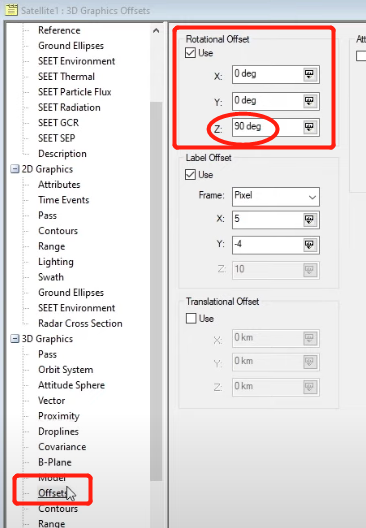 Satellite1 : 3D Graphics Offsets
Reference
Ground Ellipses
SEET Environment
SEET Thermal
SEET Particle Flux
SEET Radiation
SEET GCR
SEET SEP
Description
2D Graphics
Attributes
Time Events
Pass
Contours
Range
Lighting
Swath
Ground Ellipses
SEET Environment
Radar Cross Section
3D Graphics
Pass
Orbit System
Attitude Sphere
Vector
Proximity
Droplines
Covariance
B-Plane
Model
Offsets
Contours
Range
Rotational Offset
Use
X: 0 deg
Y: 0 deg
Z: 90 deg
Label Offset
Use
Frame: Pixel
X: 5
Y: -4
Z: 10
Translational Offset
Use
X: 0 km
Y: 0 km
Z: 0 km